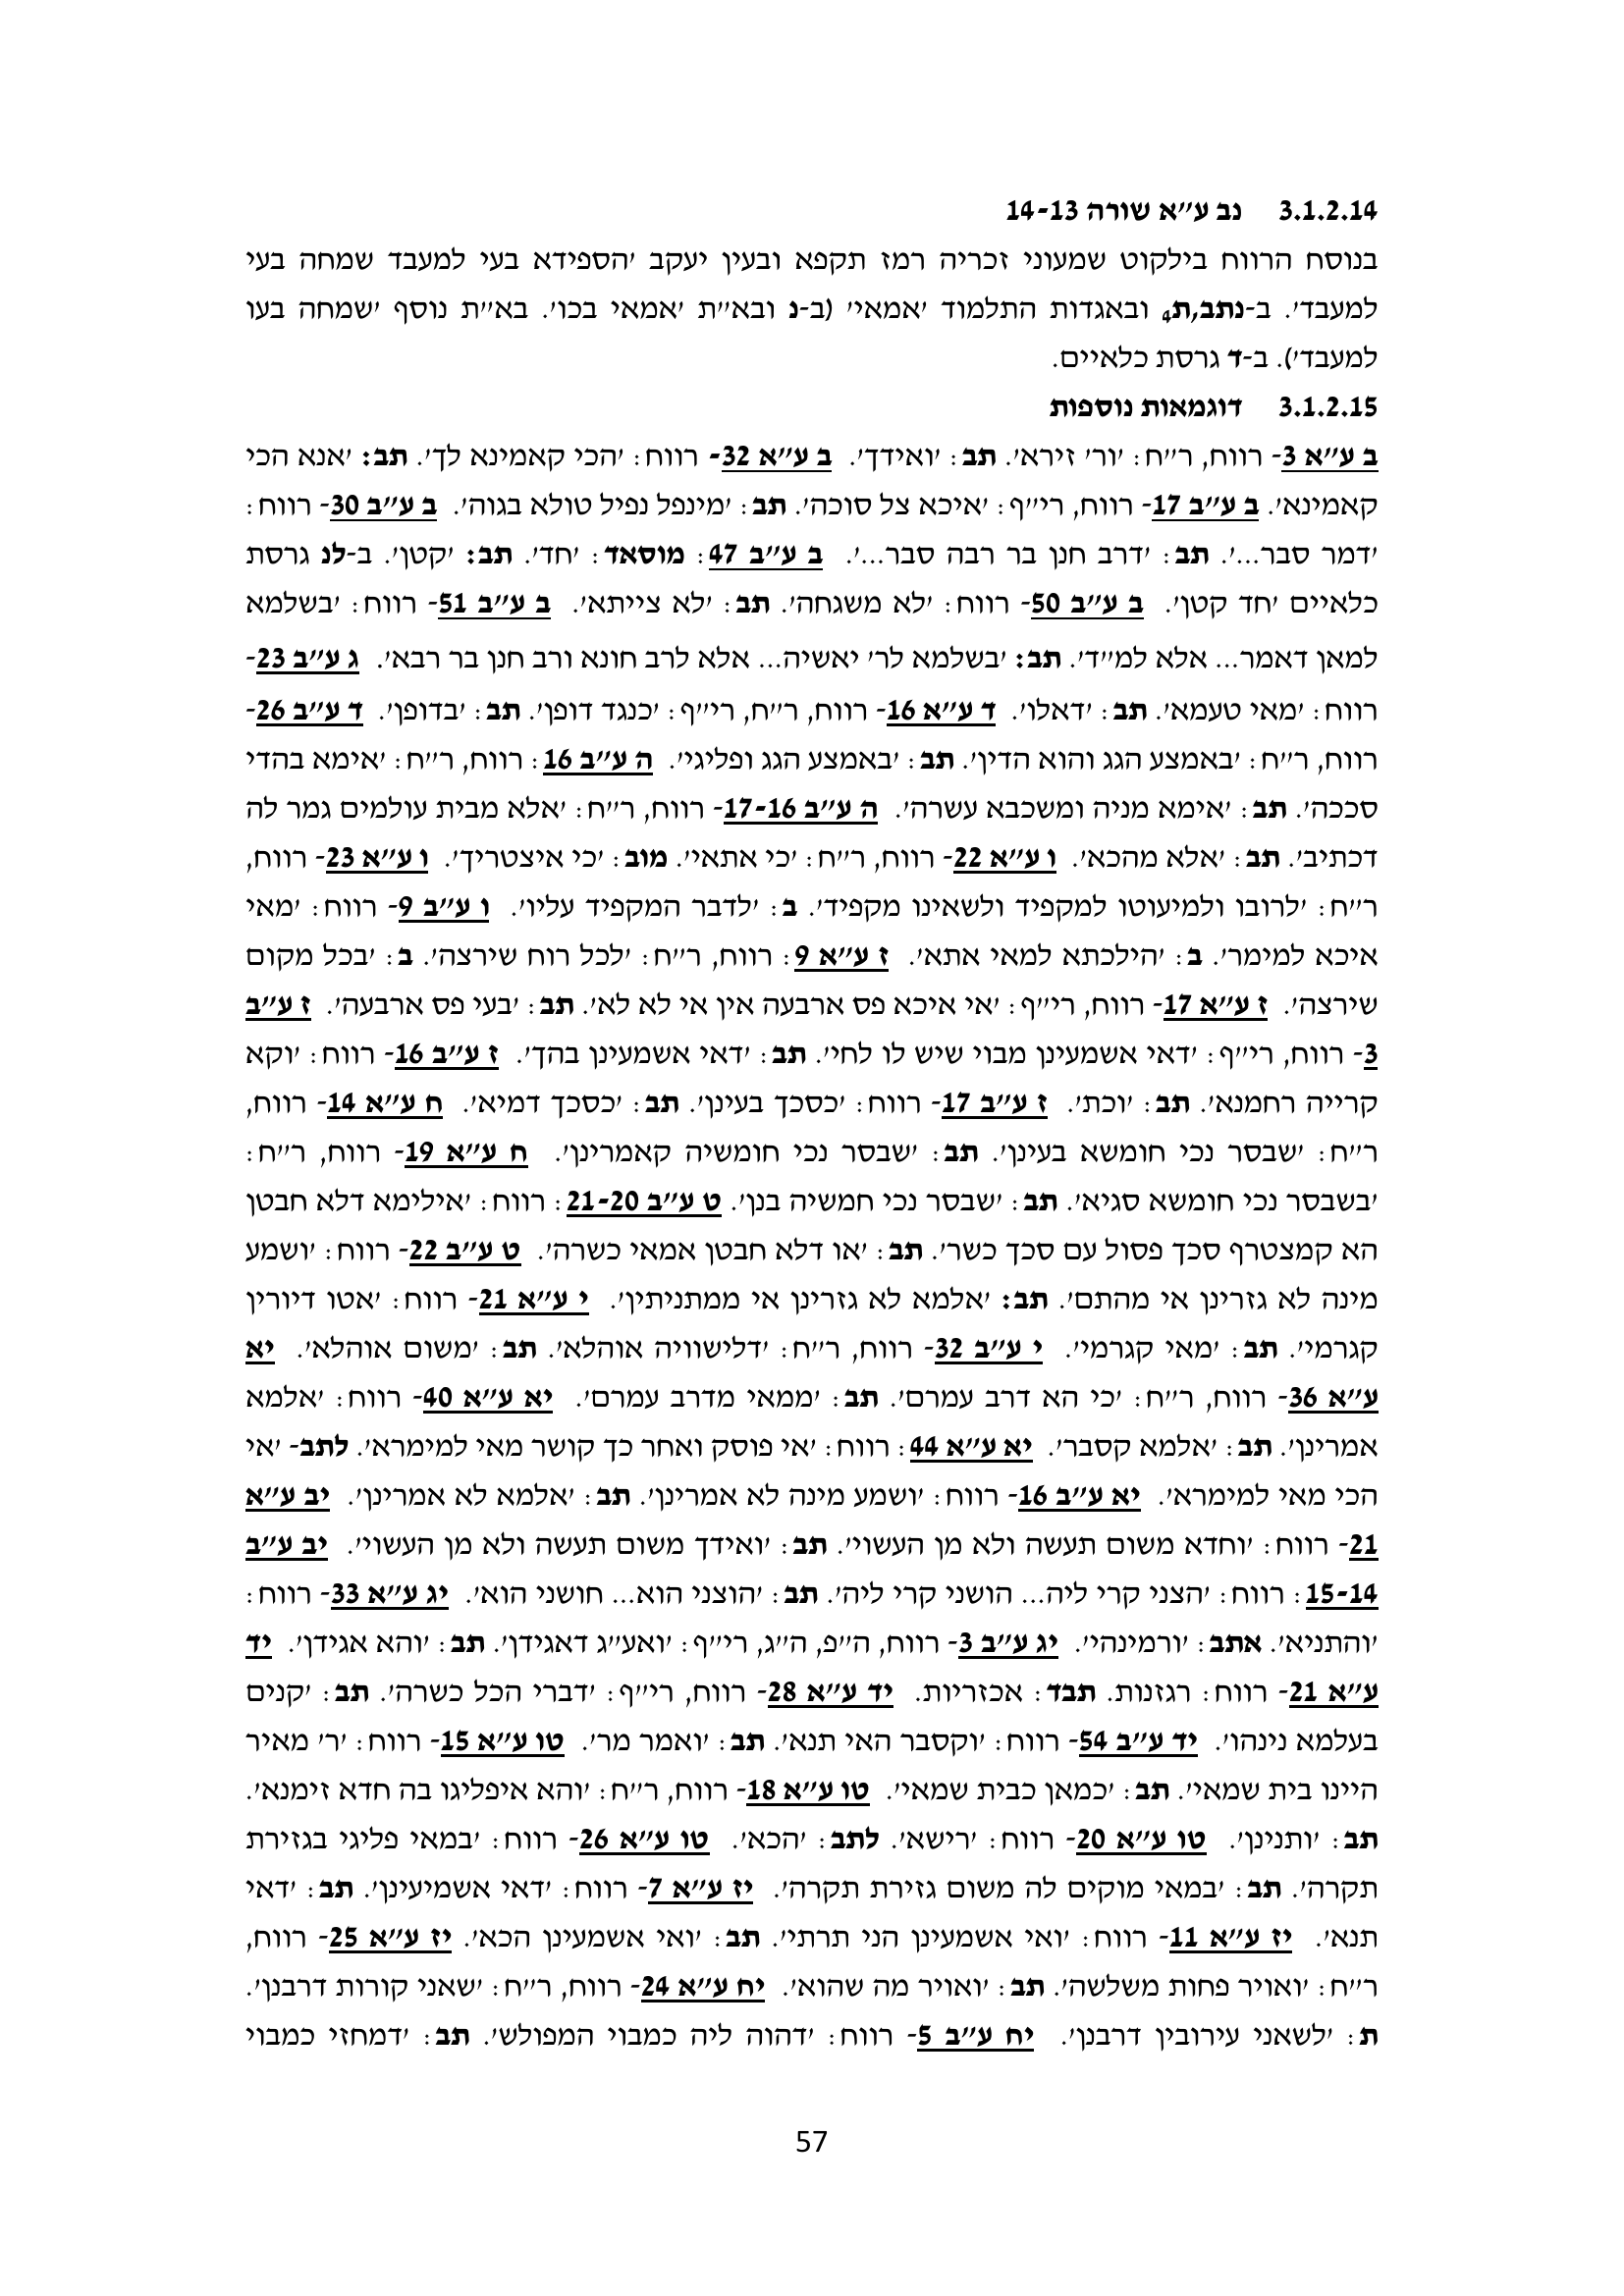 3.1.2.14 נב ע"א שורה 14-13
בנוסח הרווח בילקוט שמעוני זכריה רמז תקפא ובעין יעקב 'הספידא בעי למעבד שמחה בעי
למעבד'. ב-נתב,ת4 ובאגדות התלמוד 'אמאי' (ב-נ ובא"ת 'אמאי בכו'. בא"ת נוסף 'שמחה בעו
למעבד'). ב-ד גרסת כלאיים.
3.1.2.15 דוגמאות נוספות
ב ע"א 3- רווח, ר"ח: 'ור' זירא'. תב: 'ואידך'. ב ע"א 32- רווח: 'הכי קאמינא לך'. תב: 'אנא הכי
קאמינא'. ב ע"ב 17- רווח, רי"ף: 'איכא צל סוכה'. תב: 'מינפל נפיל טולא בגוה'. ב ע"ב 30- רווח:
'דמר סבר...'. תב: 'דרב חנן בר רבה סבר...'. ב ע"ב 47: מוסאד: 'חד'. תב: 'קטן'. ב-לנ גרסת
כלאיים 'חד קטן'. ב ע"ב 50- רווח: 'לא משגחה'. תב: 'לא צייתא'. ב ע"ב 51- רווח: 'בשלמא
למאן דאמר... אלא למ"ד'. תב: 'בשלמא לר' יאשיה... אלא לרב חונא ורב חנן בר רבא'. ג ע"ב 23-
רווח: 'מאי טעמא'. תב: 'דאלו'. ד ע"א 16- רווח, ר"ח, רי"ף: 'כנגד דופן'. תב: 'בדופן'. ד ע"ב 26-
רווח, ר"ח: 'באמצע הגג והוא הדין'. תב: 'באמצע הגג ופליגי'. ה ע"ב 16: רווח, ר"ח: 'אימא בהדי
סככה'. תב: 'אימא מניה ומשכבא עשרה'. ה ע"ב 17-16- רווח, ר"ח: 'אלא מבית עולמים גמר לה
דכתיב'. תב: 'אלא מהכא'. ו ע"א 22- רווח, ר"ח: 'כי אתאי'. מוב: 'כי איצטריך'. ו ע"א 23- רווח,
ר"ח: 'לרובו ולמיעוטו למקפיד ולשאינו מקפיד'. ב: 'לדבר המקפיד עליו'. ו ע"ב 9- רווח: 'מאי
איכא למימר'. ב: 'הילכתא למאי אתא'. ז ע"א 9: רווח, ר"ח: 'לכל רוח שירצה'. ב: 'בכל מקום
שירצה'. ז ע"א 17- רווח, רי"ף: 'אי איכא פס ארבעה אין אי לא לא'. תב: 'בעי פס ארבעה'. ז ע"ב
3- רווח, רי"ף: 'דאי אשמעינן מבוי שיש לו לחי'. תב: 'דאי אשמעינן בהך'. ז ע"ב 16- רווח: 'וקא
קרייה רחמנא'. תב: 'וכת'. ז ע"ב 17- רווח: 'כסכך בעינן'. תב: 'כסכך דמיא'. ח ע"א 14- רווח,
ר"ח: 'שבסר נכי חומשא בעינן'. תב: 'שבסר נכי חומשיה קאמרינן'. ח ע"א 19- רווח, ר"ח:
'בשבסר נכי חומשא סגיא'. תב: 'שבסר נכי חמשיה בנן'. ט ע"ב 21-20: רווח: 'אילימא דלא חבטן
הא קמצטרף סכך פסול עם סכך כשר'. תב: 'או דלא חבטן אמאי כשרה'. ט ע"ב 22- רווח: 'ושמע
מינה לא גזרינן אי מהתם'. תב: 'אלמא לא גזרינן אי ממתניתין'. י ע"א 21- רווח: 'אטו דיורין
קגרמי'. תב: 'מאי קגרמי'. י ע"ב 32- רווח, ר"ח: 'דלישוויה אוהלא'. תב: 'משום אוהלא'. יא
ע"א 36- רווח, ר"ח: 'כי הא דרב עמרם'. תב: 'ממאי מדרב עמרם'. יא ע"א 40- רווח: 'אלמא
אמרינן'. תב: 'אלמא קסבר'. יא ע"א 44: רווח: 'אי פוסק ואחר כך קושר מאי למימרא'. לתב- 'אי
הכי מאי למימרא'. יא ע"ב 16- רווח: 'ושמע מינה לא אמרינן'. תב: 'אלמא לא אמרינן'. יב ע"א
21- רווח: 'וחדא משום תעשה ולא מן העשוי'. תב: 'ואידך משום תעשה ולא מן העשוי'. יב ע"ב
15-14: רווח: 'הצני קרי ליה... הושני קרי ליה'. תב: 'הוצני הוא... חושני הוא'. יג ע"א 33- רווח:
'והתניא'. אתב: 'ורמינהי'. יג ע"ב 3- רווח, ה"פ, ה"ג, רי"ף: 'ואע"ג דאגידן'. תב: 'והא אגידן'. יד
ע"א 21- רווח: רגזנות. תבד: אכזריות. יד ע"א 28- רווח, רי"ף: 'דברי הכל כשרה'. תב: 'קנים
בעלמא נינהו'. יד ע"ב 54- רווח: 'וקסבר האי תנא'. תב: 'ואמר מר'. טו ע"א 15- רווח: 'ר' מאיר
היינו בית שמאי'. תב: 'כמאן כבית שמאי'. טו ע"א 18- רווח, ר"ח: 'והא איפליגו בה חדא זימנא'.
תב: 'ותנינן'. טו ע"א 20- רווח: 'רישא'. לתב: 'הכא'. טו ע"א 26- רווח: 'במאי פליגי בגזירת
תקרה'. תב: 'במאי מוקים לה משום גזירת תקרה'. יז ע"א 7- רווח: 'דאי אשמיעינן'. תב: 'דאי
תנא'. יז ע"א 11- רווח: 'ואי אשמעינן הני תרתי'. תב: 'ואי אשמעינן הכא'. יז ע"א 25- רווח,
ר"ח: 'ואויר פחות משלשה'. תב: 'ואויר מה שהוא'. יח ע"א 24- רווח, ר"ח: 'שאני קורות דרבנן'.
ת: 'לשאני עירובין דרבנן'. יח ע"ב 5- רווח: 'דהוה ליה כמבוי המפולש'. תב: 'דמחזי כמבוי
57